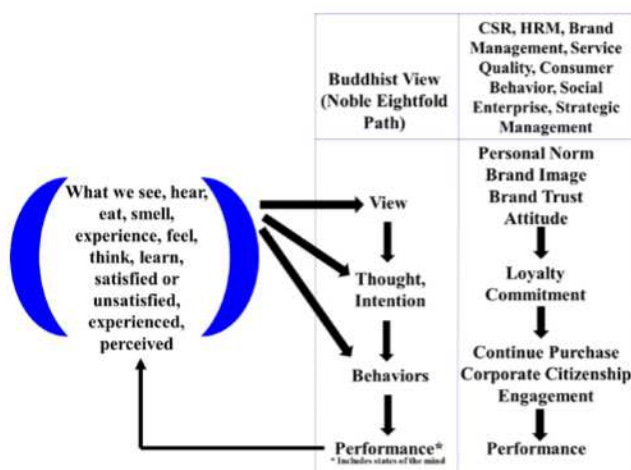 CSR, HRM, Brand
Management, Service
Quality, Consumer
Behavior, Social
Enterprise, Strategic
Management
Buddhist View
(Noble Eightfold
Path)
What we see, hear,
eat, smell,
experience, feel,
think, learn,
satisfied or
unsatisfied,
experienced,
perceived
View
Thought,
Intention
Behaviors
Performance*
* Includes states of the mind
Personal Norm
Brand Image
Brand Trust
Attitude
Loyalty
Commitment
Continue Purchase
Corporate Citizenship
Engagement
Performance